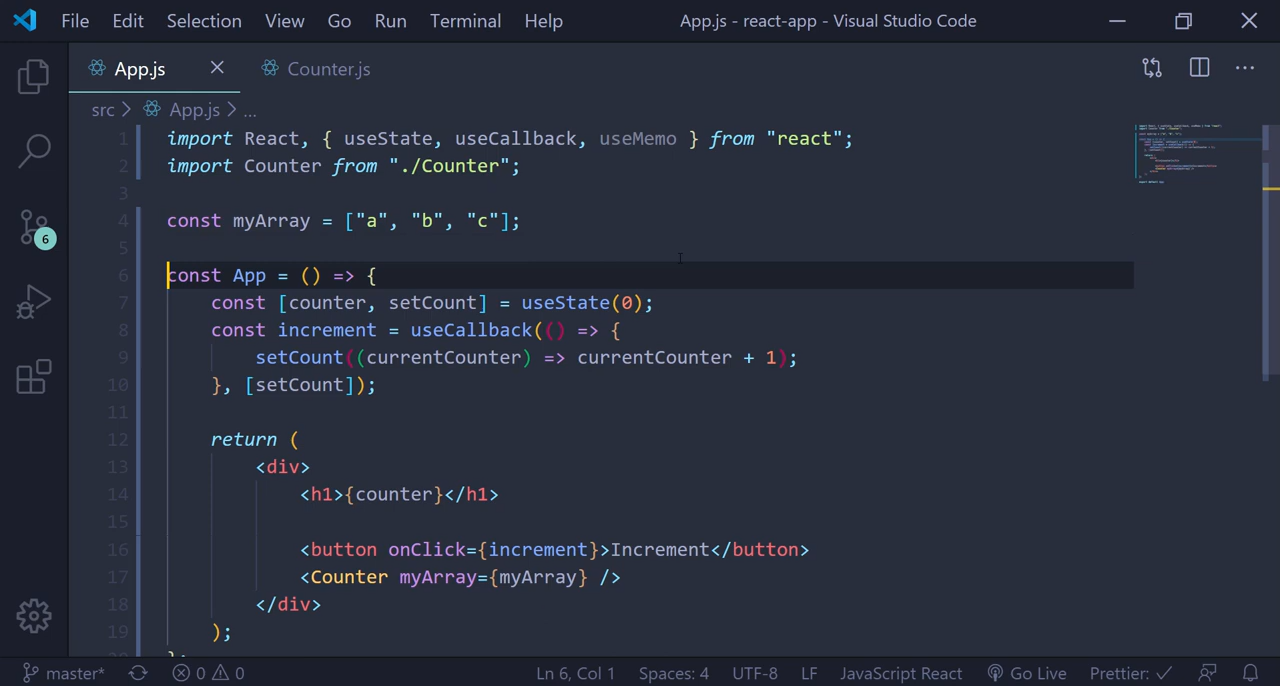 File Edit Selection View Go Run Terminal Help App.js - react-app - Visual Studio Code
App.js Counter.js
src > App.js > ...
1 import React, { useState, useCallback, useMemo } from "react";
2 import Counter from "./Counter";
3
4 const myArray = ["a", "b", "c"];
5
6 const App = () => {
7 const [counter, setCount] = useState(0);
8 const increment = useCallback(() => {
9 setCount((currentCounter) => currentCounter + 1);
10 }, [setCount]);
11
12 return (
13 <div>
14 <h1>{counter}</h1>
15
16 <button onClick={increment}>Increment</button>
17 <Counter myArray={myArray} />
18 </div>
19 );
6
master* 0 0 Ln 6, Col 1 Spaces: 4 UTF-8 LF JavaScript React Go Live Prettier: ✓